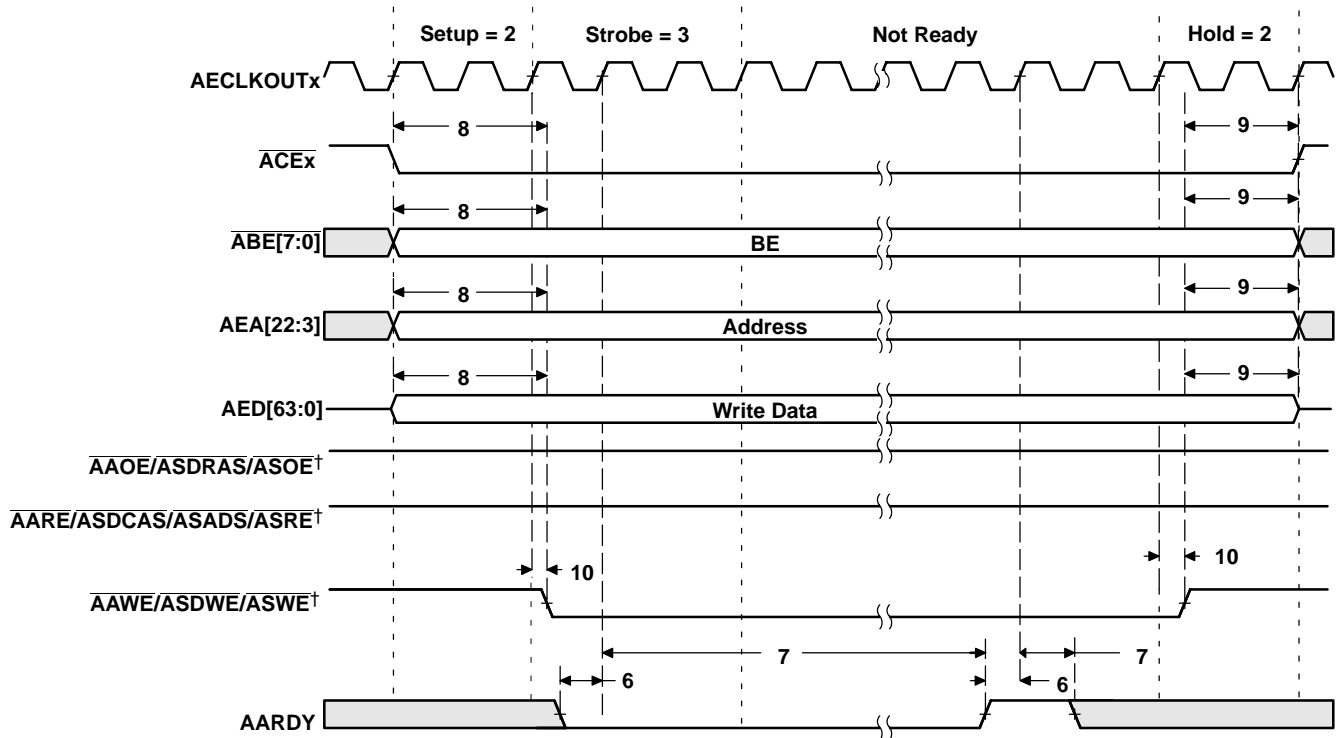 Setup = 2 Strobe = 3 Not Ready Hold = 2
AECLKOUTx
8 9
ACEx
8 9
ABE[7:0] BE
8 9
AEA[22:3] Address
8 9
AED[63:0] Write Data
AAOE/ASDRAS/ASOE†
AARE/ASDCAS/ASADS/ASRE†
10 10
AAWE/ASDWE/ASWE†
7 7
6 6
AARDY